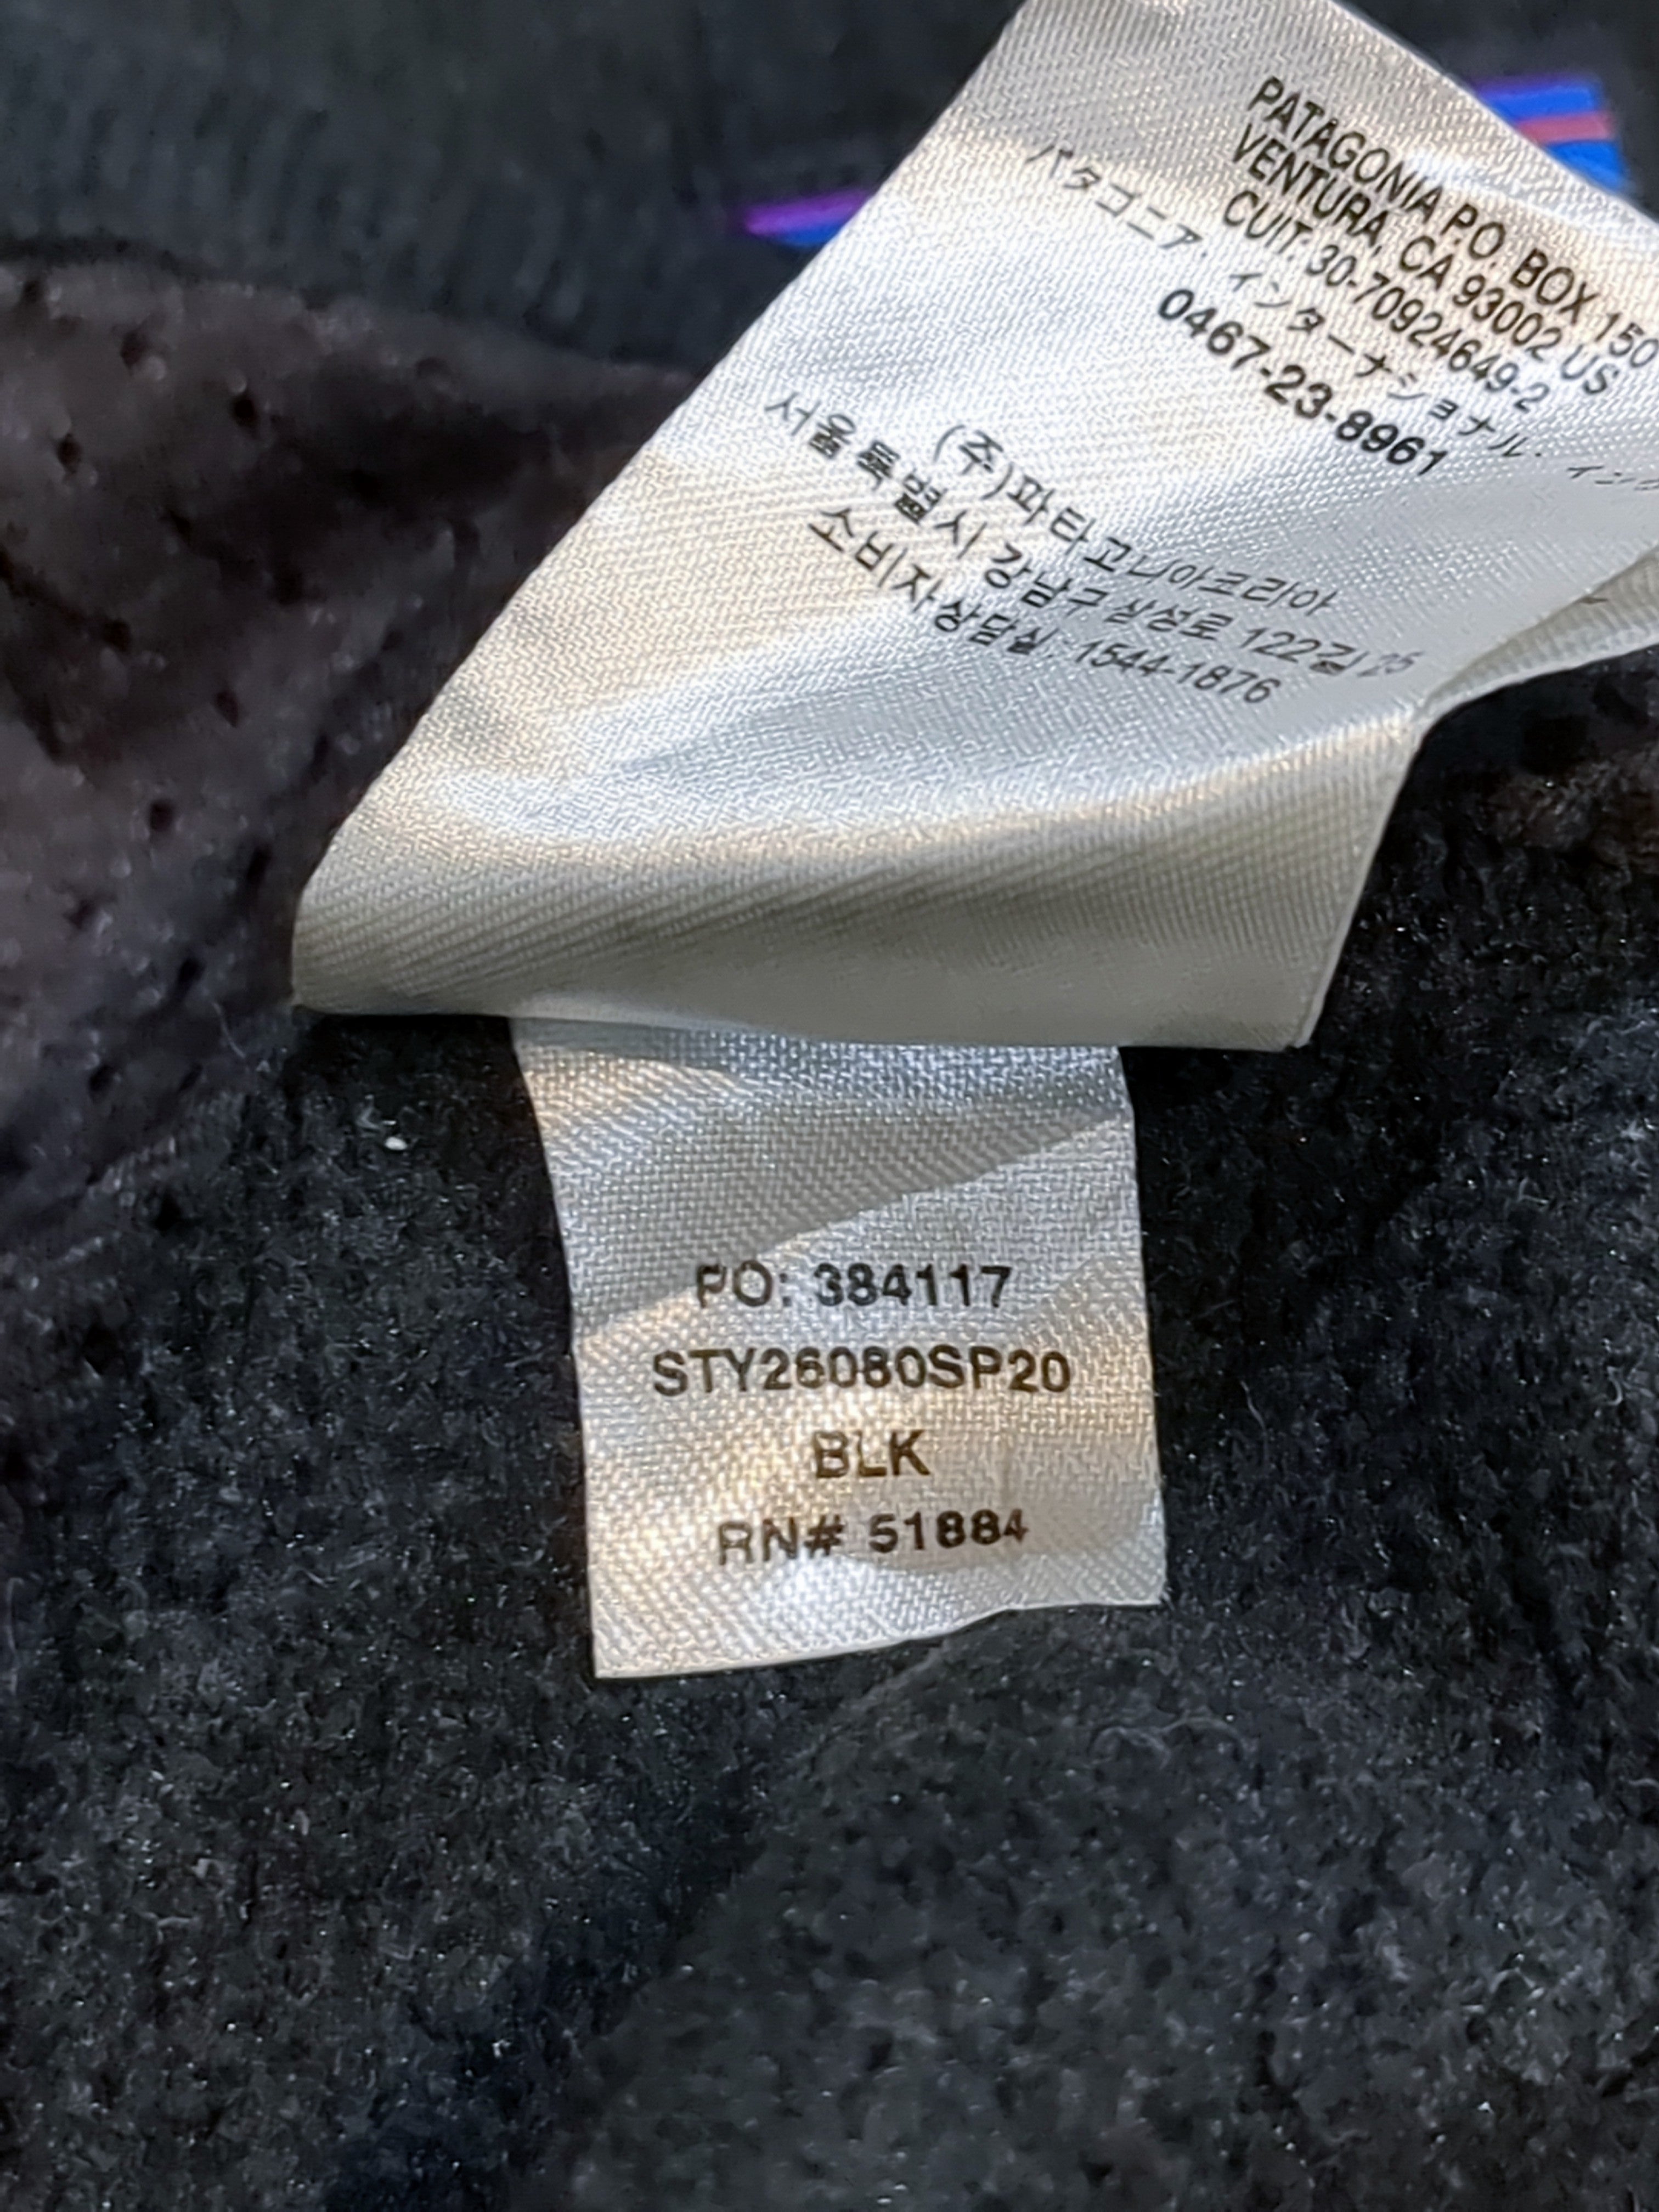 PATAGONIA P.O. BOX 150
VENTURA, CA 93002 US
CUIT: 30-70924649-2
パタゴニア・インターナショナル・インク
0467-23-8961
(주)파타고니아코리아
서울특별시 강남구 삼성로 122길 25
소비자상담실: 1544-1876
PO: 384117
STY26080SP20
BLK
RN# 51884